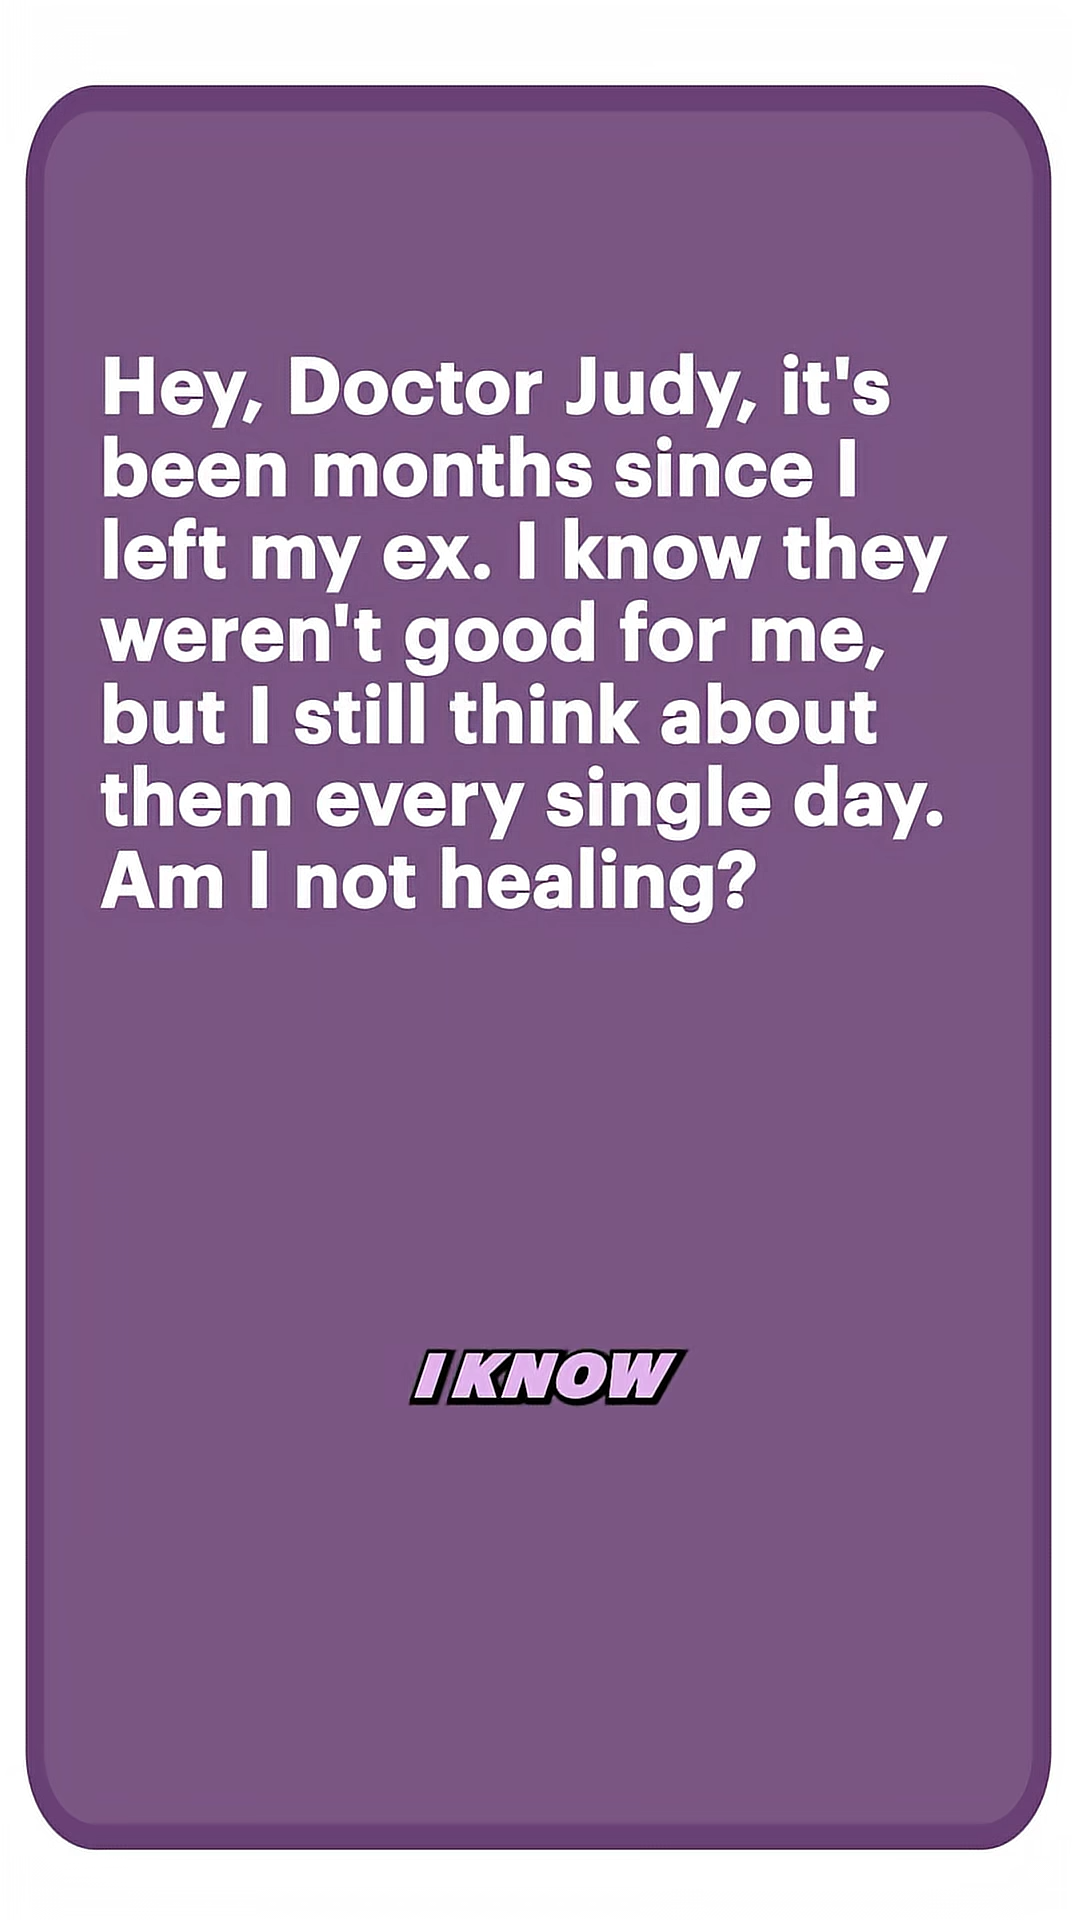 Hey, Doctor Judy, it's
been months since I
left my ex. I know they
weren't good for me,
but I still think about
them every single day.
Am I not healing?
I KNOW